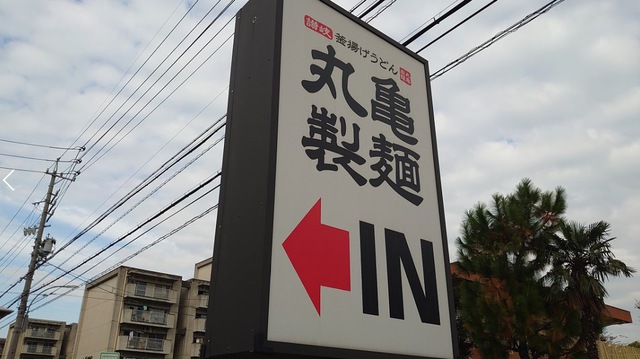 讃岐 釜揚げうどん
丸亀
製麺
IN